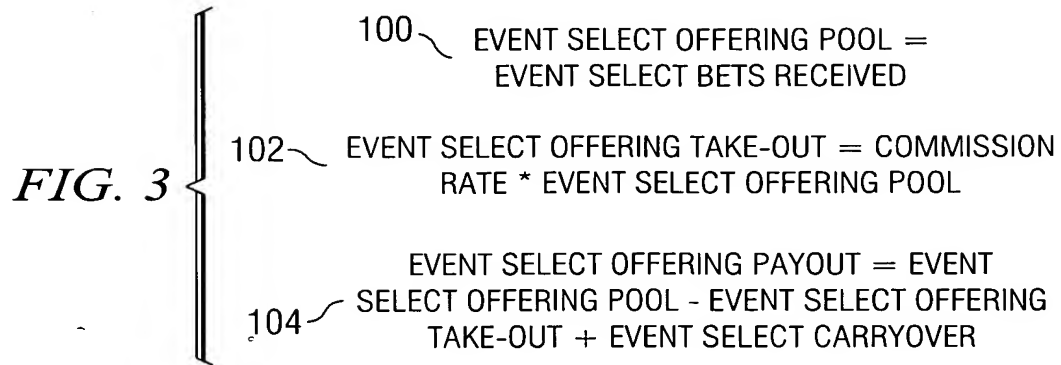 100 EVENT SELECT OFFERING POOL =
EVENT SELECT BETS RECEIVED
102 EVENT SELECT OFFERING TAKE-OUT = COMMISSION
RATE * EVENT SELECT OFFERING POOL
FIG. 3
EVENT SELECT OFFERING PAYOUT = EVENT
104 SELECT OFFERING POOL - EVENT SELECT OFFERING
TAKE-OUT + EVENT SELECT CARRYOVER